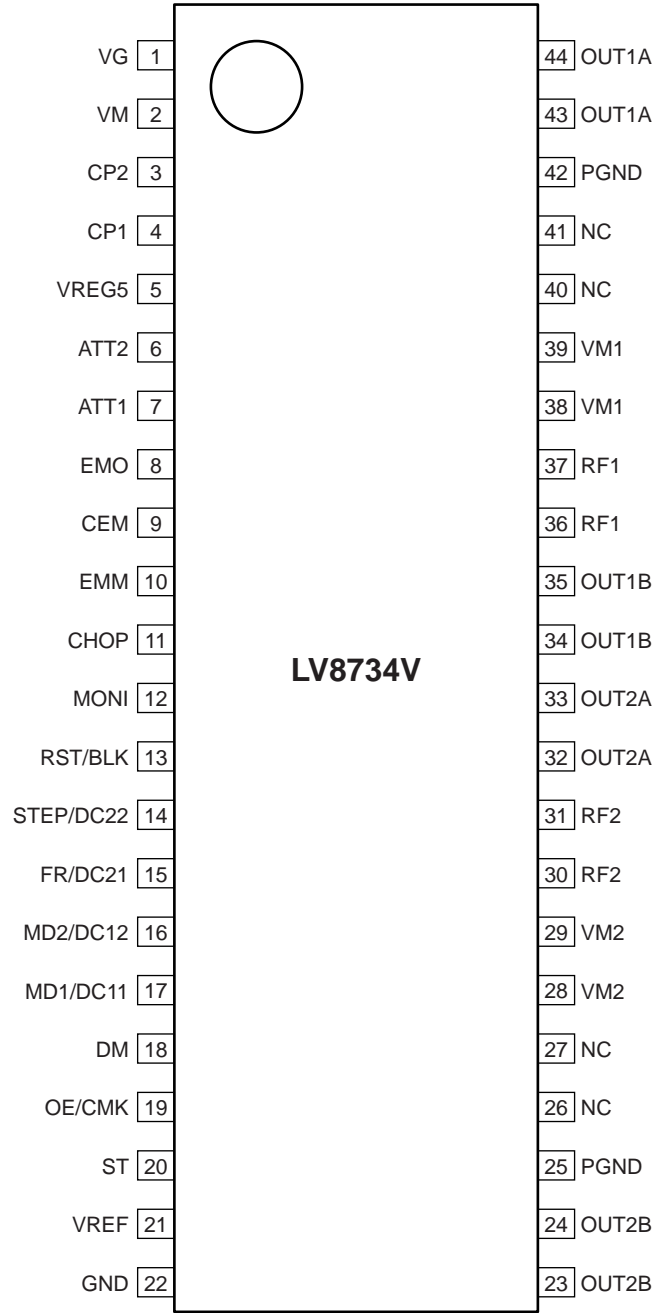 VG 1 44 OUT1A
VM 2 43 OUT1A
CP2 3 42 PGND
CP1 4 41 NC
VREG5 5 40 NC
ATT2 6 39 VM1
ATT1 7 38 VM1
EMO 8 37 RF1
CEM 9 36 RF1
EMM 10 35 OUT1B
CHOP 11 34 OUT1B
LV8734V
MONI 12 33 OUT2A
RST/BLK 13 32 OUT2A
STEP/DC22 14 31 RF2
FR/DC21 15 30 RF2
MD2/DC12 16 29 VM2
MD1/DC11 17 28 VM2
DM 18 27 NC
OE/CMK 19 26 NC
ST 20 25 PGND
VREF 21 24 OUT2B
GND 22 23 OUT2B